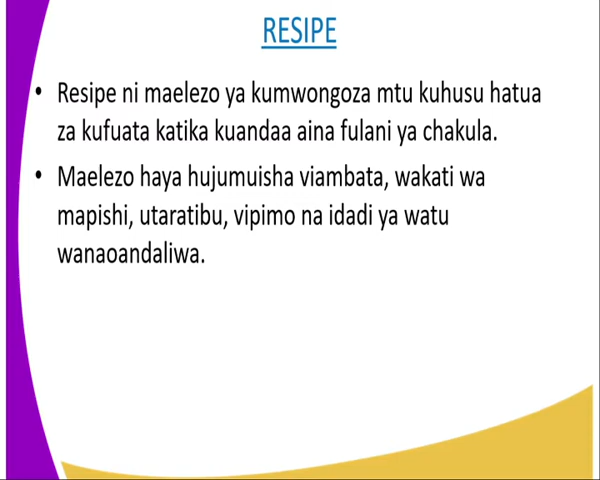 RESIPE
• Resipe ni maelezo ya kumwongoza mtu kuhusu hatua
za kufuata katika kuandaa aina fulani ya chakula.
• Maelezo haya hujumuisha viambata, wakati wa
mapishi, utaratibu, vipimo na idadi ya watu
wanaoandaliwa.